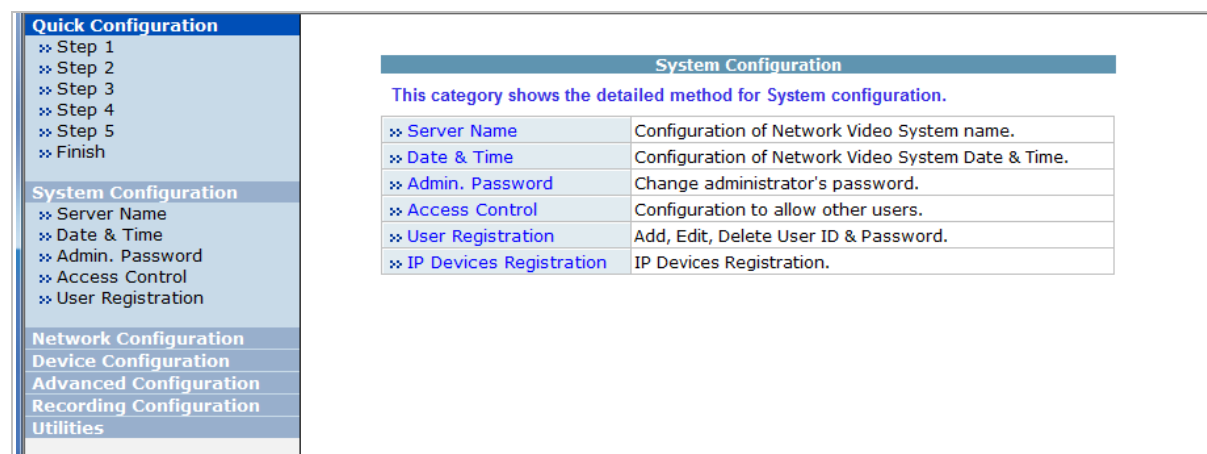 Quick Configuration
» Step 1
» Step 2
» Step 3
» Step 4
» Step 5
» Finish
System Configuration
» Server Name
» Date & Time
» Admin. Password
» Access Control
» User Registration
Network Configuration
Device Configuration
Advanced Configuration
Recording Configuration
Utilities
System Configuration
This category shows the detailed method for System configuration.
» Server Name Configuration of Network Video System name.
» Date & Time Configuration of Network Video System Date & Time.
» Admin. Password Change administrator's password.
» Access Control Configuration to allow other users.
» User Registration Add, Edit, Delete User ID & Password.
» IP Devices Registration IP Devices Registration.